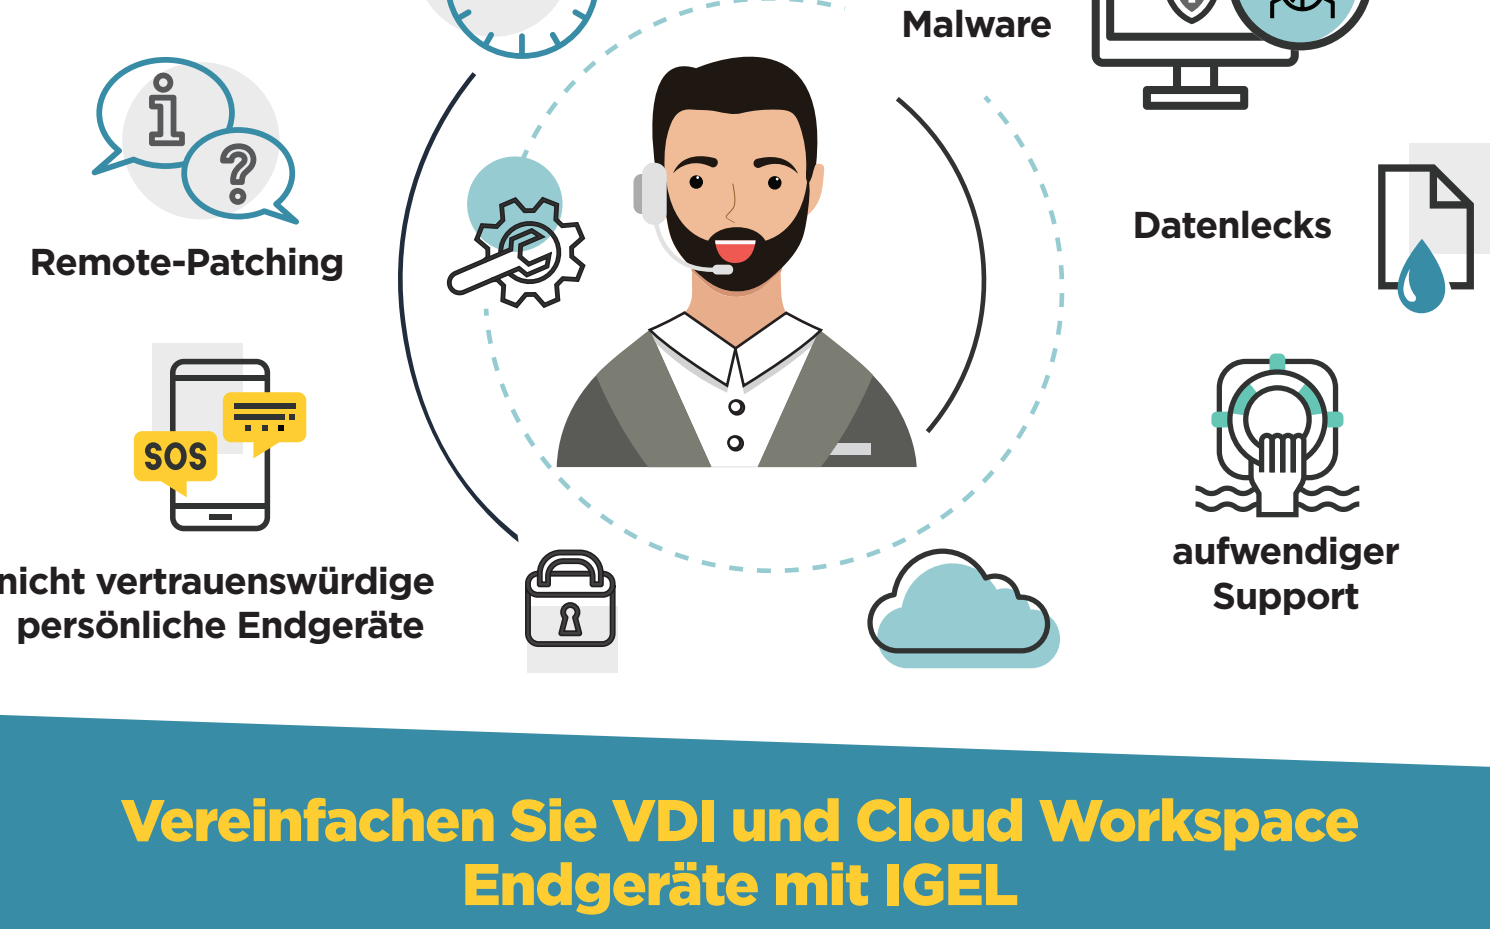 Malware
Remote-Patching
Datenlecks
SOS
nicht vertrauenswürdige
persönliche Endgeräte
aufwendiger
Support
Vereinfachen Sie VDI und Cloud Workspace
Endgeräte mit IGEL